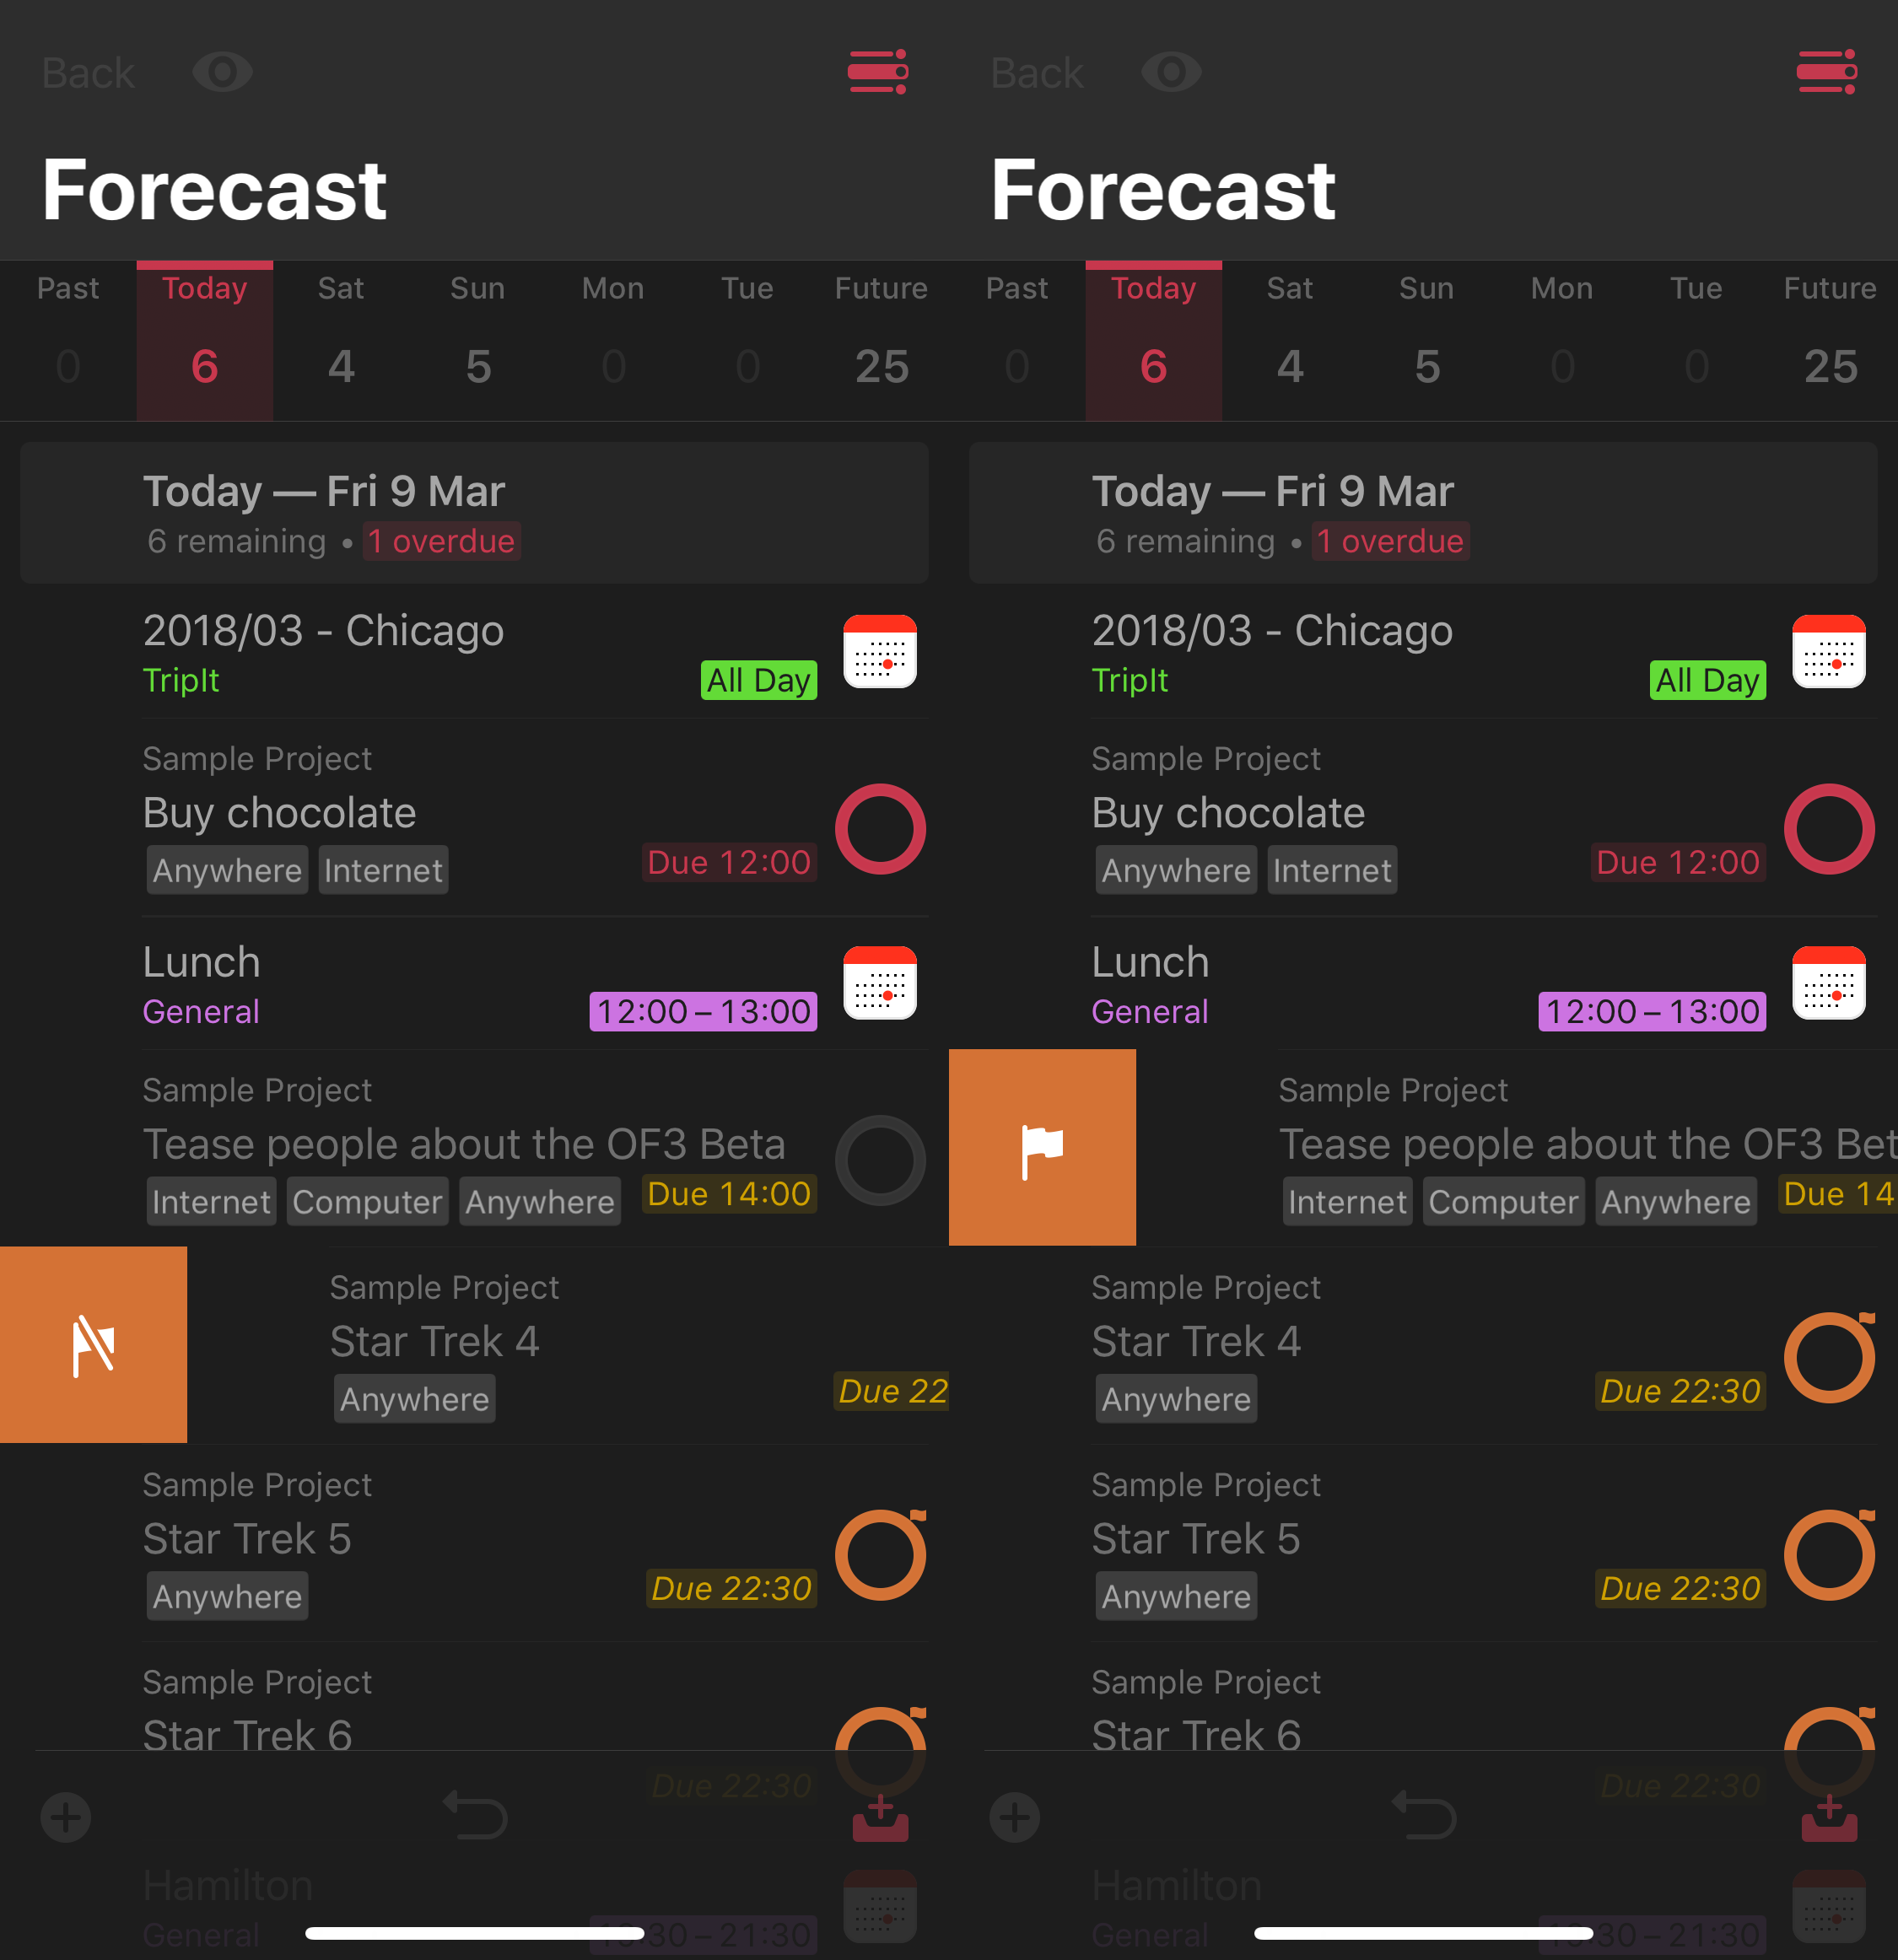 Back
Forecast
Past Today Sat Sun Mon Tue Future
0 6 4 5 0 0 25
Today — Fri 9 Mar
6 remaining • 1 overdue
2018/03 - Chicago
TripIt All Day
Sample Project
Buy chocolate
Anywhere Internet Due 12:00
Lunch
General 12:00 – 13:00
Sample Project
Tease people about the OF3 Beta
Internet Computer Anywhere Due 14:00
Sample Project
Star Trek 4
Anywhere Due 22
Sample Project
Star Trek 5
Anywhere Due 22:30
Sample Project
Star Trek 6
Due 22:30
Hamilton
General 30 – 21:30
Back
Forecast
Past Today Sat Sun Mon Tue Future
0 6 4 5 0 0 25
Today — Fri 9 Mar
6 remaining • 1 overdue
2018/03 - Chicago
TripIt All Day
Sample Project
Buy chocolate
Anywhere Internet Due 12:00
Lunch
General 12:00 – 13:00
Sample Project
Tease people about the OF3 Bet
Internet Computer Anywhere Due 14
Sample Project
Star Trek 4
Anywhere Due 22:30
Sample Project
Star Trek 5
Anywhere Due 22:30
Sample Project
Star Trek 6
Due 22:30
Hamilton
General 30 – 21:30